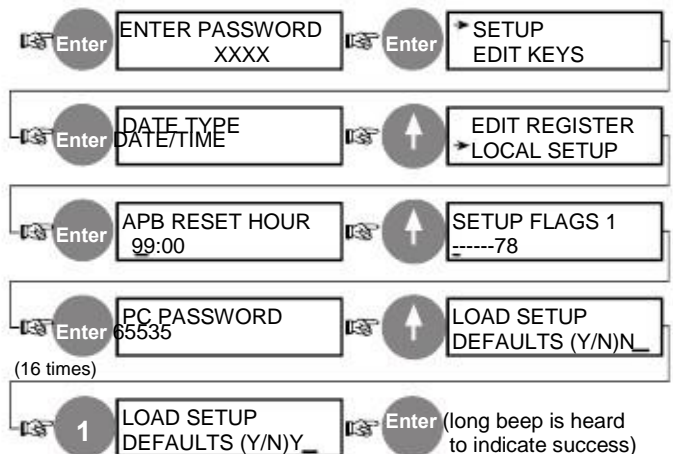 Enter
ENTER PASSWORD
XXXX
Enter
SETUP
EDIT KEYS
Enter
DATE TYPE
DATE/TIME
EDIT REGISTER
LOCAL SETUP
Enter
APB RESET HOUR
99:00
SETUP FLAGS 1
------78
Enter
(16 times)
PC PASSWORD
65535
LOAD SETUP
DEFAULTS (Y/N)N_
1
LOAD SETUP
DEFAULTS (Y/N)Y_
Enter
(long beep is heard
to indicate success)